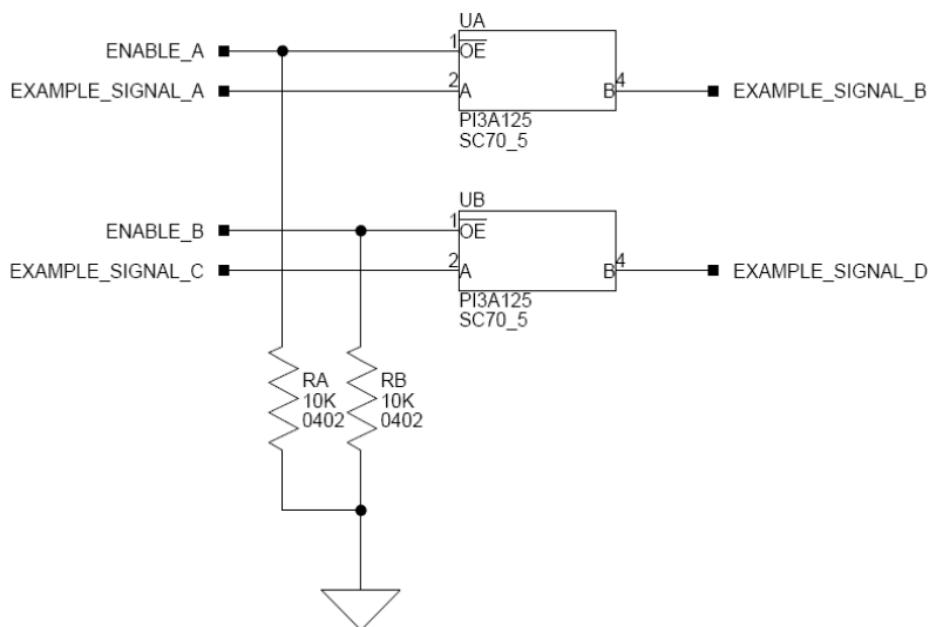 UA
ENABLE_A
1
OE
EXAMPLE_SIGNAL_A
2
A
B
4
EXAMPLE_SIGNAL_B
PI3A125
SC70_5
UB
ENABLE_B
1
OE
EXAMPLE_SIGNAL_C
2
A
B
4
EXAMPLE_SIGNAL_D
PI3A125
SC70_5
RA
10K
0402
RB
10K
0402